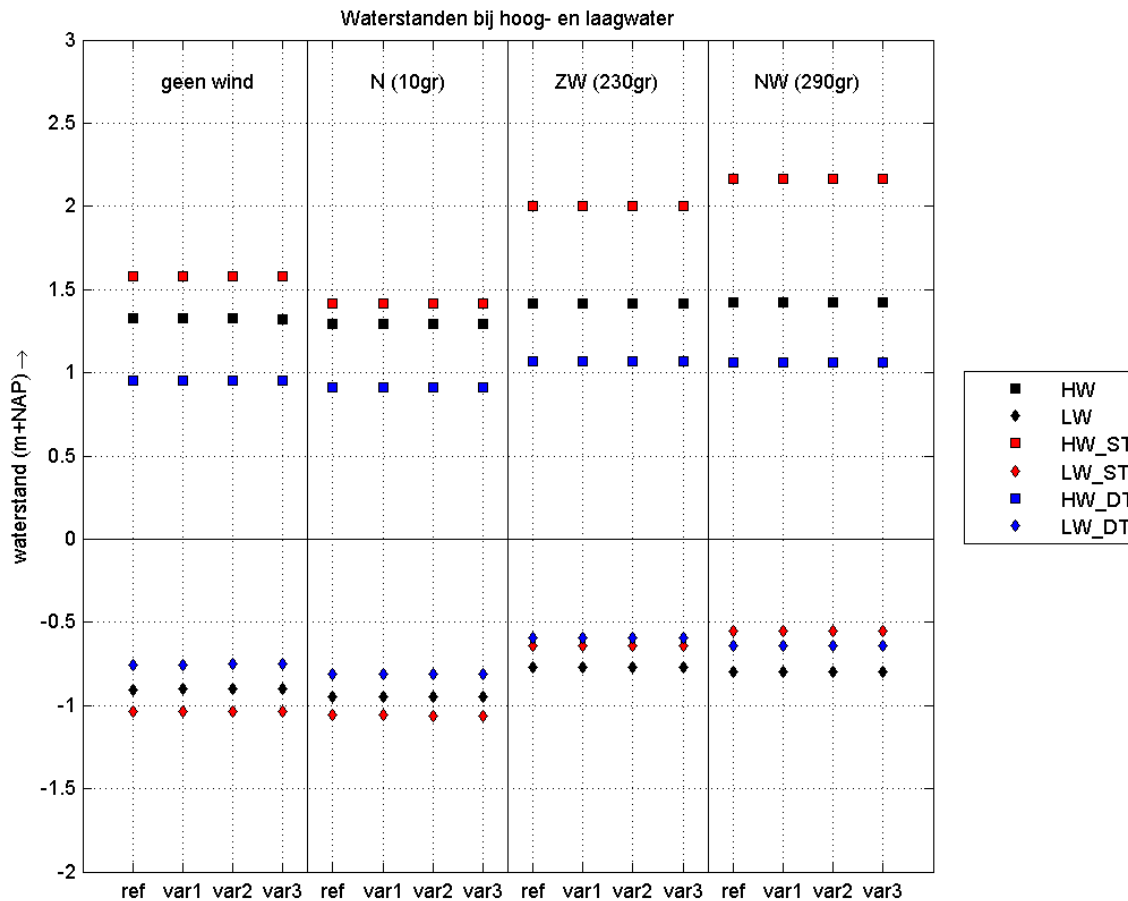 Waterstanden bij hoog- en laagwater
geen wind N (10gr) ZW (230gr) NW (290gr)
waterstand (m+NAP) →
3
2.5
2
1.5
1
0.5
0
-0.5
-1
-1.5
-2
ref var1 var2 var3 ref var1 var2 var3 ref var1 var2 var3 ref var1 var2 var3
HW
LW
HW_ST
LW_ST
HW_DT
LW_DT